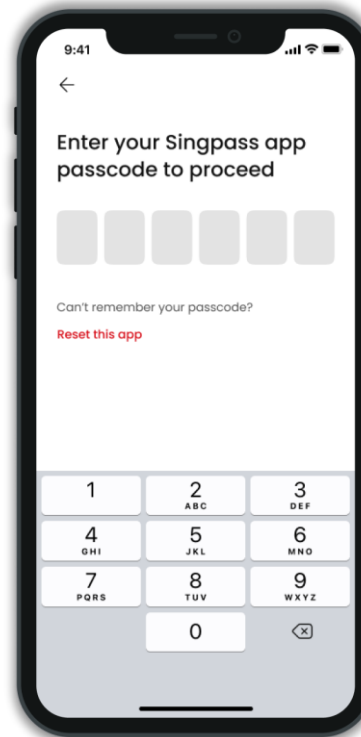 9:41
Enter your Singpass app
passcode to proceed
Can't remember your passcode?
Reset this app
1
2
ABC
3
DEF
4
GHI
5
JKL
6
MNO
7
PQRS
8
TUV
9
WXYZ
0